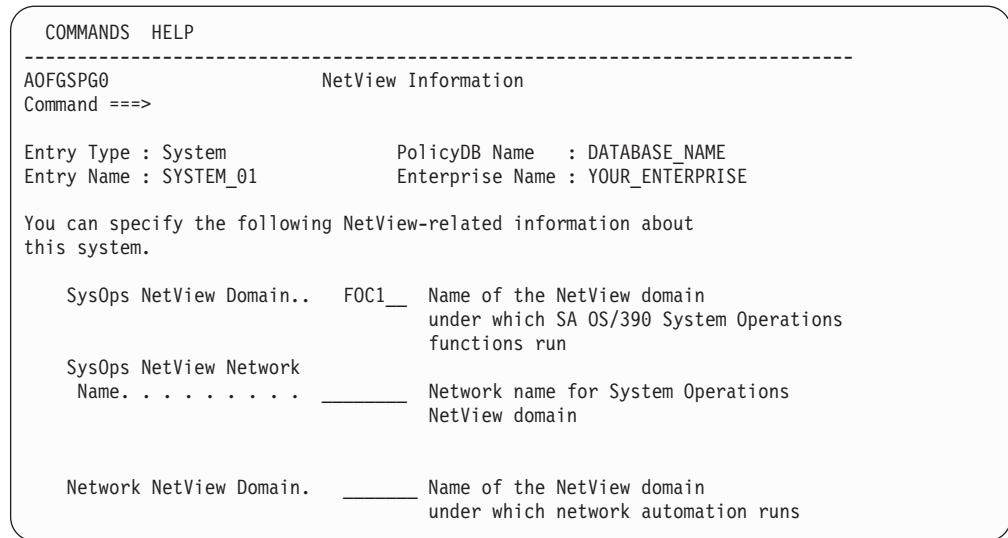 COMMANDS HELP
-------------------------------------------------------------------------------
AOFGSPG0 NetView Information
Command ===>
Entry Type : System PolicyDB Name : DATABASE_NAME
Entry Name : SYSTEM_01 Enterprise Name : YOUR_ENTERPRISE
You can specify the following NetView-related information about
this system.
SysOps NetView Domain.. FOC1__ Name of the NetView domain
under which SA OS/390 System Operations
functions run
SysOps NetView Network
Name. . . . . . . . . ________ Network name for System Operations
NetView domain
Network NetView Domain. _______ Name of the NetView domain
under which network automation runs